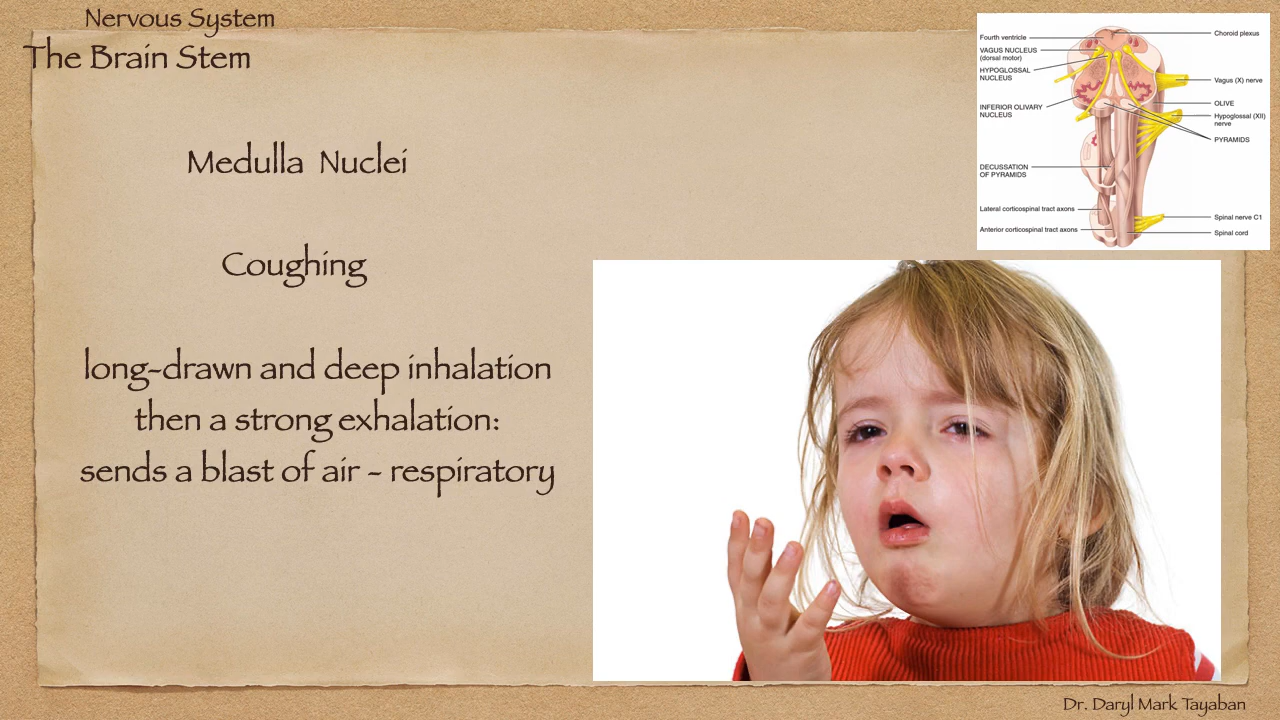 Nervous System
The Brain Stem
Medulla Nuclei
Coughing
long-drawn and deep inhalation
then a strong exhalation:
sends a blast of air - respiratory
Fourth ventricle
VAGUS NUCLEUS
(dorsal motor)
HYPOGLOSSAL
NUCLEUS
INFERIOR OLIVARY
NUCLEUS
DECUSSATION
OF PYRAMIDS
Lateral corticospinal tract axons
Anterior corticospinal tract axons
Choroid plexus
Vagus (X) nerve
OLIVE
Hypoglossal (XII)
nerve
PYRAMIDS
Spinal nerve C1
Spinal cord
Dr. Daryl Mark Tayaban